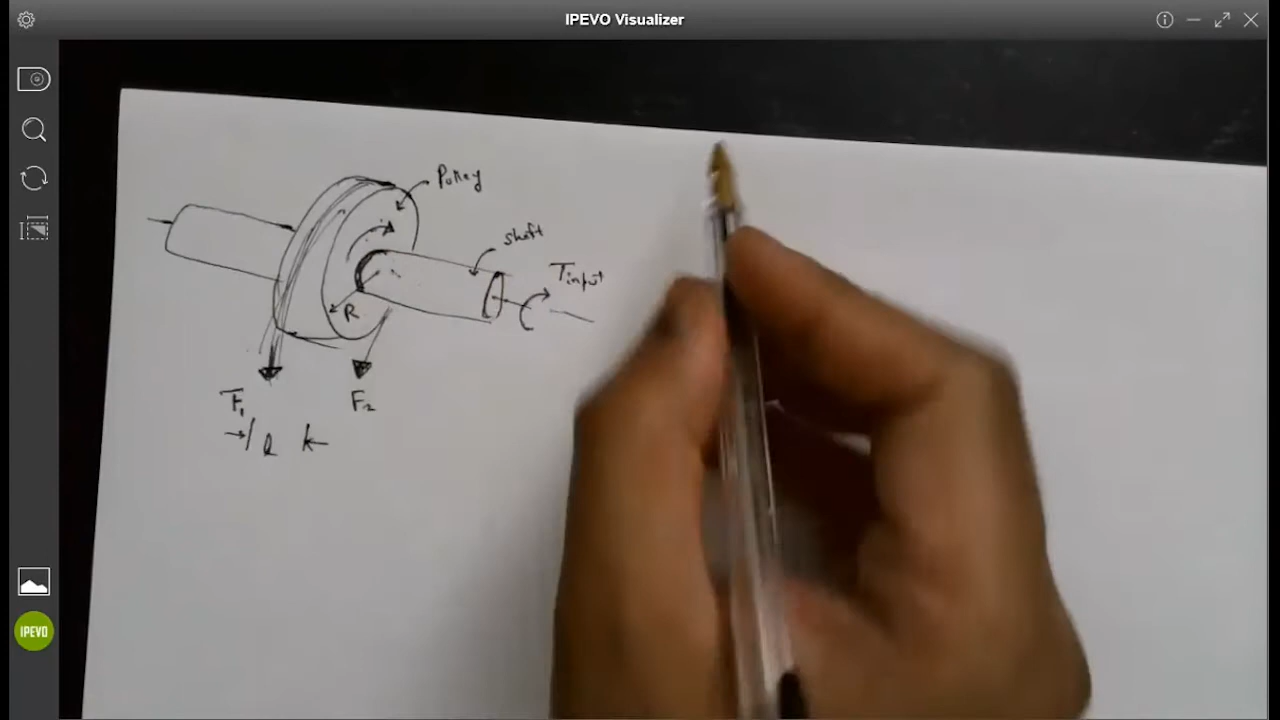 IPEVO Visualizer
Pulley
shaft
Tinput
R
F1
F2
l
IPEVO